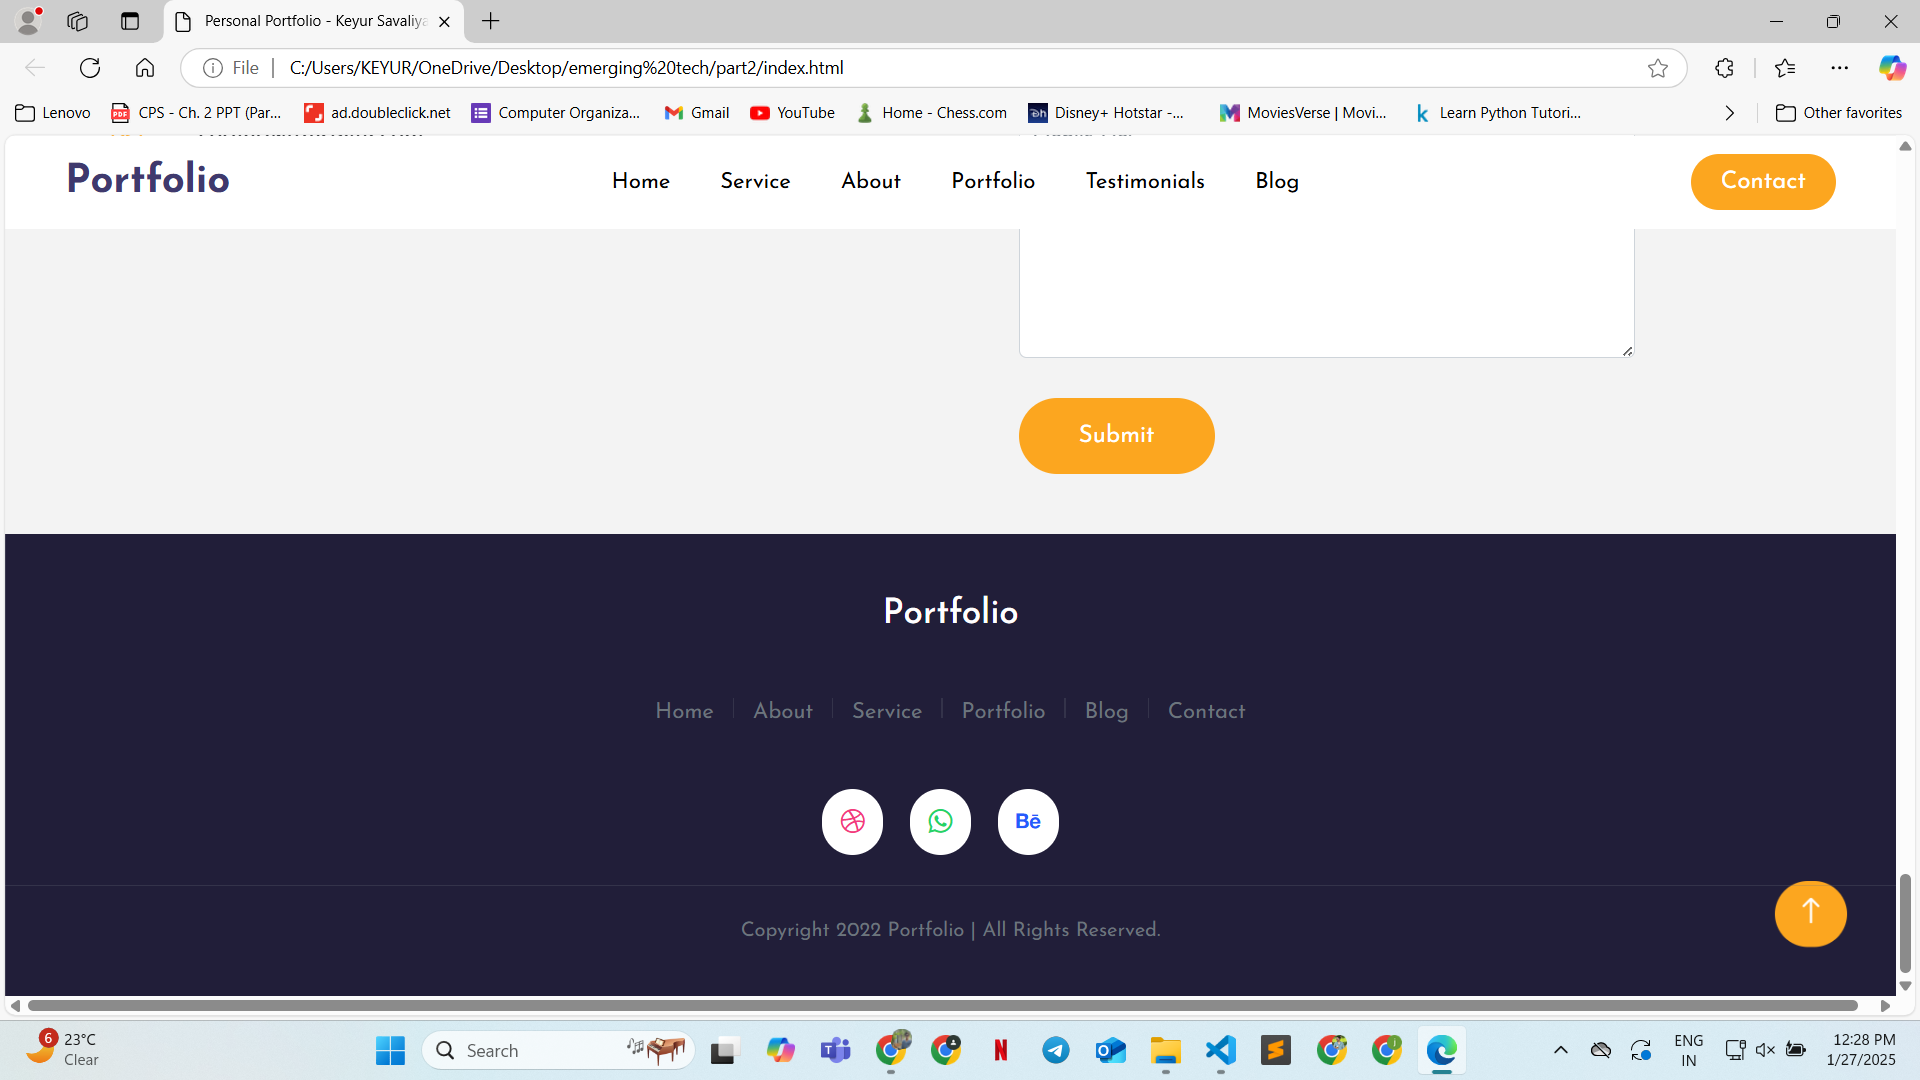 Personal Portfolio - Keyur Savaliya
File
C:/Users/KEYUR/OneDrive/Desktop/emerging%20tech/part2/index.html
Lenovo
PDF
CPS - Ch. 2 PPT (Par...
ad.doubleclick.net
Computer Organiza...
Gmail
YouTube
Home - Chess.com
Disney+ Hotstar -...
MoviesVerse | Movi...
Learn Python Tutori...
Other favorites
Portfolio
Home
Service
About
Portfolio
Testimonials
Blog
Contact
Submit
Portfolio
Home
About
Service
Portfolio
Blog
Contact
Bē
Copyright 2022 Portfolio | All Rights Reserved.
6
23°C
Clear
Search
ENG
IN
12:28 PM
1/27/2025